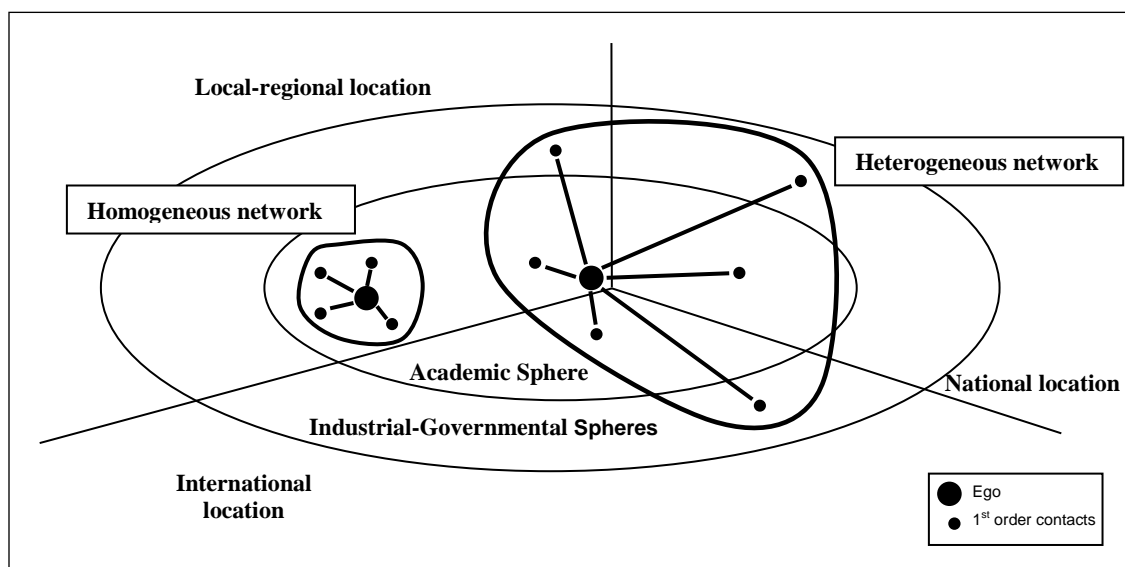 Local-regional location
Heterogeneous network
Homogeneous network
Academic Sphere
National location
Industrial-Governmental Spheres
International
location
Ego
1st order contacts